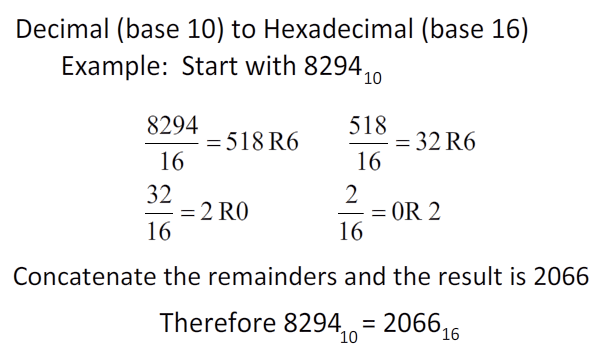 Decimal (base 10) to Hexadecimal (base 16)
Example: Start with 8294₁₀
8294/16 = 518 R6    518/16 = 32 R6
32/16 = 2 R0    2/16 = 0R 2
Concatenate the remainders and the result is 2066
Therefore 8294₁₀ = 2066₁₆